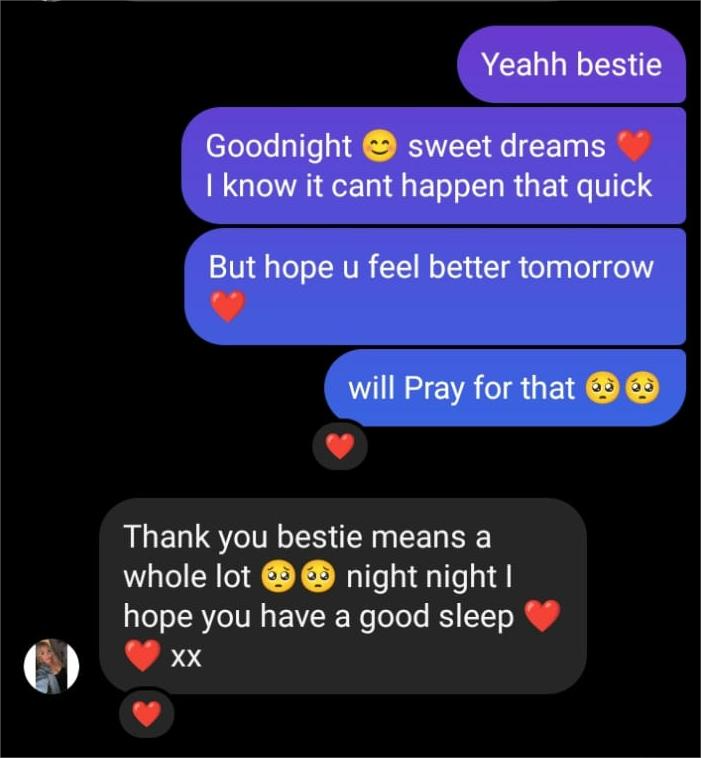 Yeahh bestie
Goodnight 😊 sweet dreams ❤️
I know it cant happen that quick
But hope u feel better tomorrow
❤️
will Pray for that 🥺🥺
❤️
Thank you bestie means a
whole lot 🥺🥺 night night I
hope you have a good sleep ❤️
❤️ xx
❤️